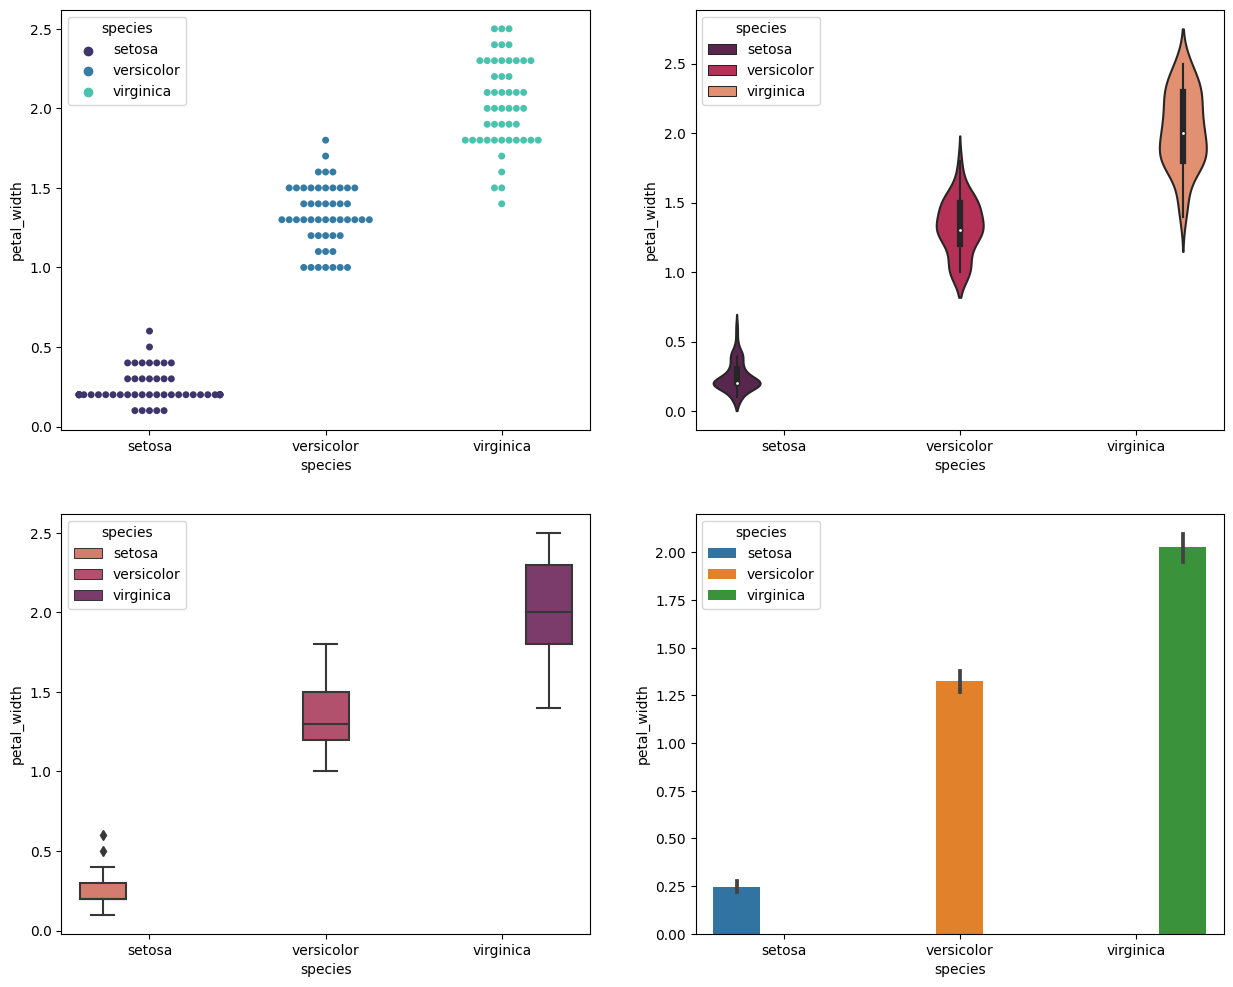 species
setosa
versicolor
virginica
2.5
2.0
1.5
1.0
0.5
0.0
petal_width
setosa versicolor virginica
species
species
setosa
versicolor
virginica
2.5
2.0
1.5
1.0
0.5
0.0
petal_width
setosa versicolor virginica
species
species
setosa
versicolor
virginica
2.5
2.0
1.5
1.0
0.5
0.0
petal_width
setosa versicolor virginica
species
species
setosa
versicolor
virginica
2.00
1.75
1.50
1.25
1.00
0.75
0.50
0.25
0.00
petal_width
setosa versicolor virginica
species